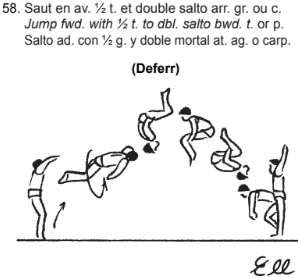 58. Saut en av. ½ t. et double salto arr. gr. ou c.
Jump fwd. with ½ t. to dbl. salto bwd. t. or p.
Salto ad. con ½ g. y doble mortal at. ag. o carp.
(Deferr)